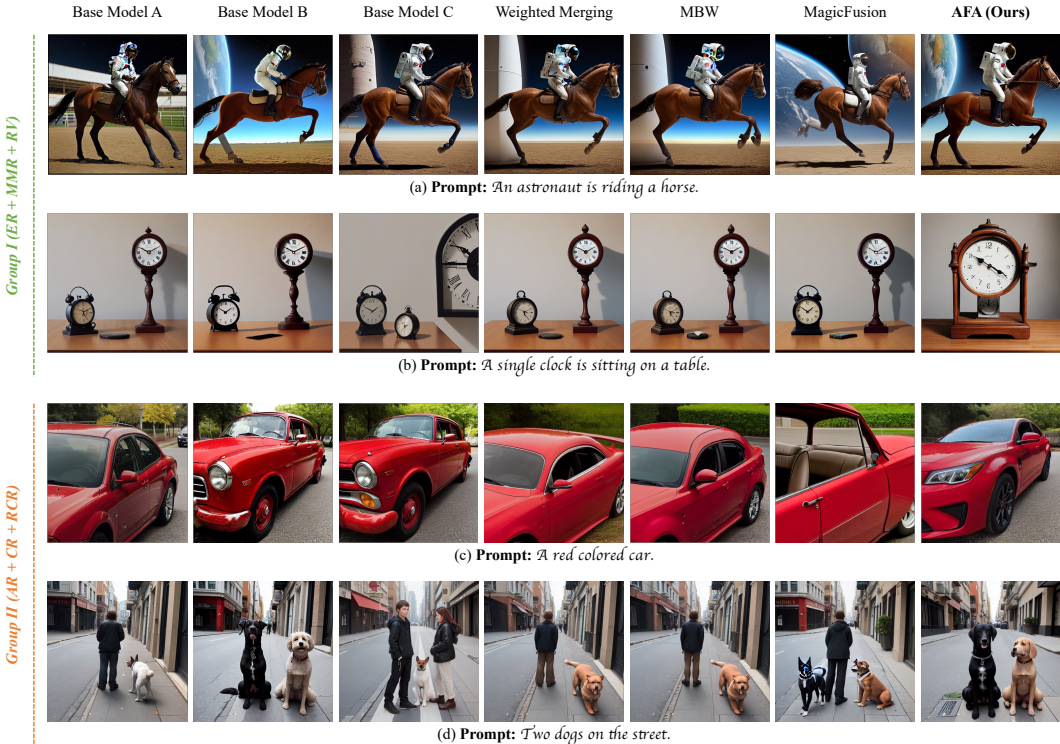 Base Model A Base Model B Base Model C Weighted Merging MBW MagicFusion AFA (Ours)
Group I (ER + MMR + RV)
(a) Prompt: An astronaut is riding a horse.
(b) Prompt: A single clock is sitting on a table.
Group II (AR + CR + RCR)
(c) Prompt: A red colored car.
(d) Prompt: Two dogs on the street.